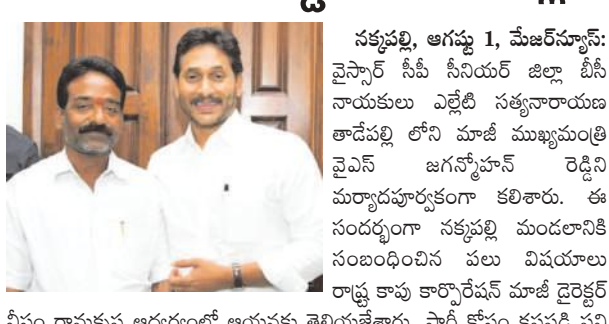 నక్కపల్లి, ఆగష్టు 1, మేజర్‌న్యూస్:
వైస్సార్ సీపీ సీనియర్ జిల్లా బీసీ
నాయకులు ఎల్లేటి సత్యనారాయణ
తాడేపల్లి లోని మాజీ ముఖ్యమంత్రి
వైఎస్ జగన్మోహన్ రెడ్డిని
మర్యాదపూర్వకంగా కలిశారు. ఈ
సందర్భంగా నక్కపల్లి మండలానికి
సంబంధించిన పలు విషయాలు
రాష్ట్ర కాపు కార్పొరేషన్ మాజీ డైరెక్టర్